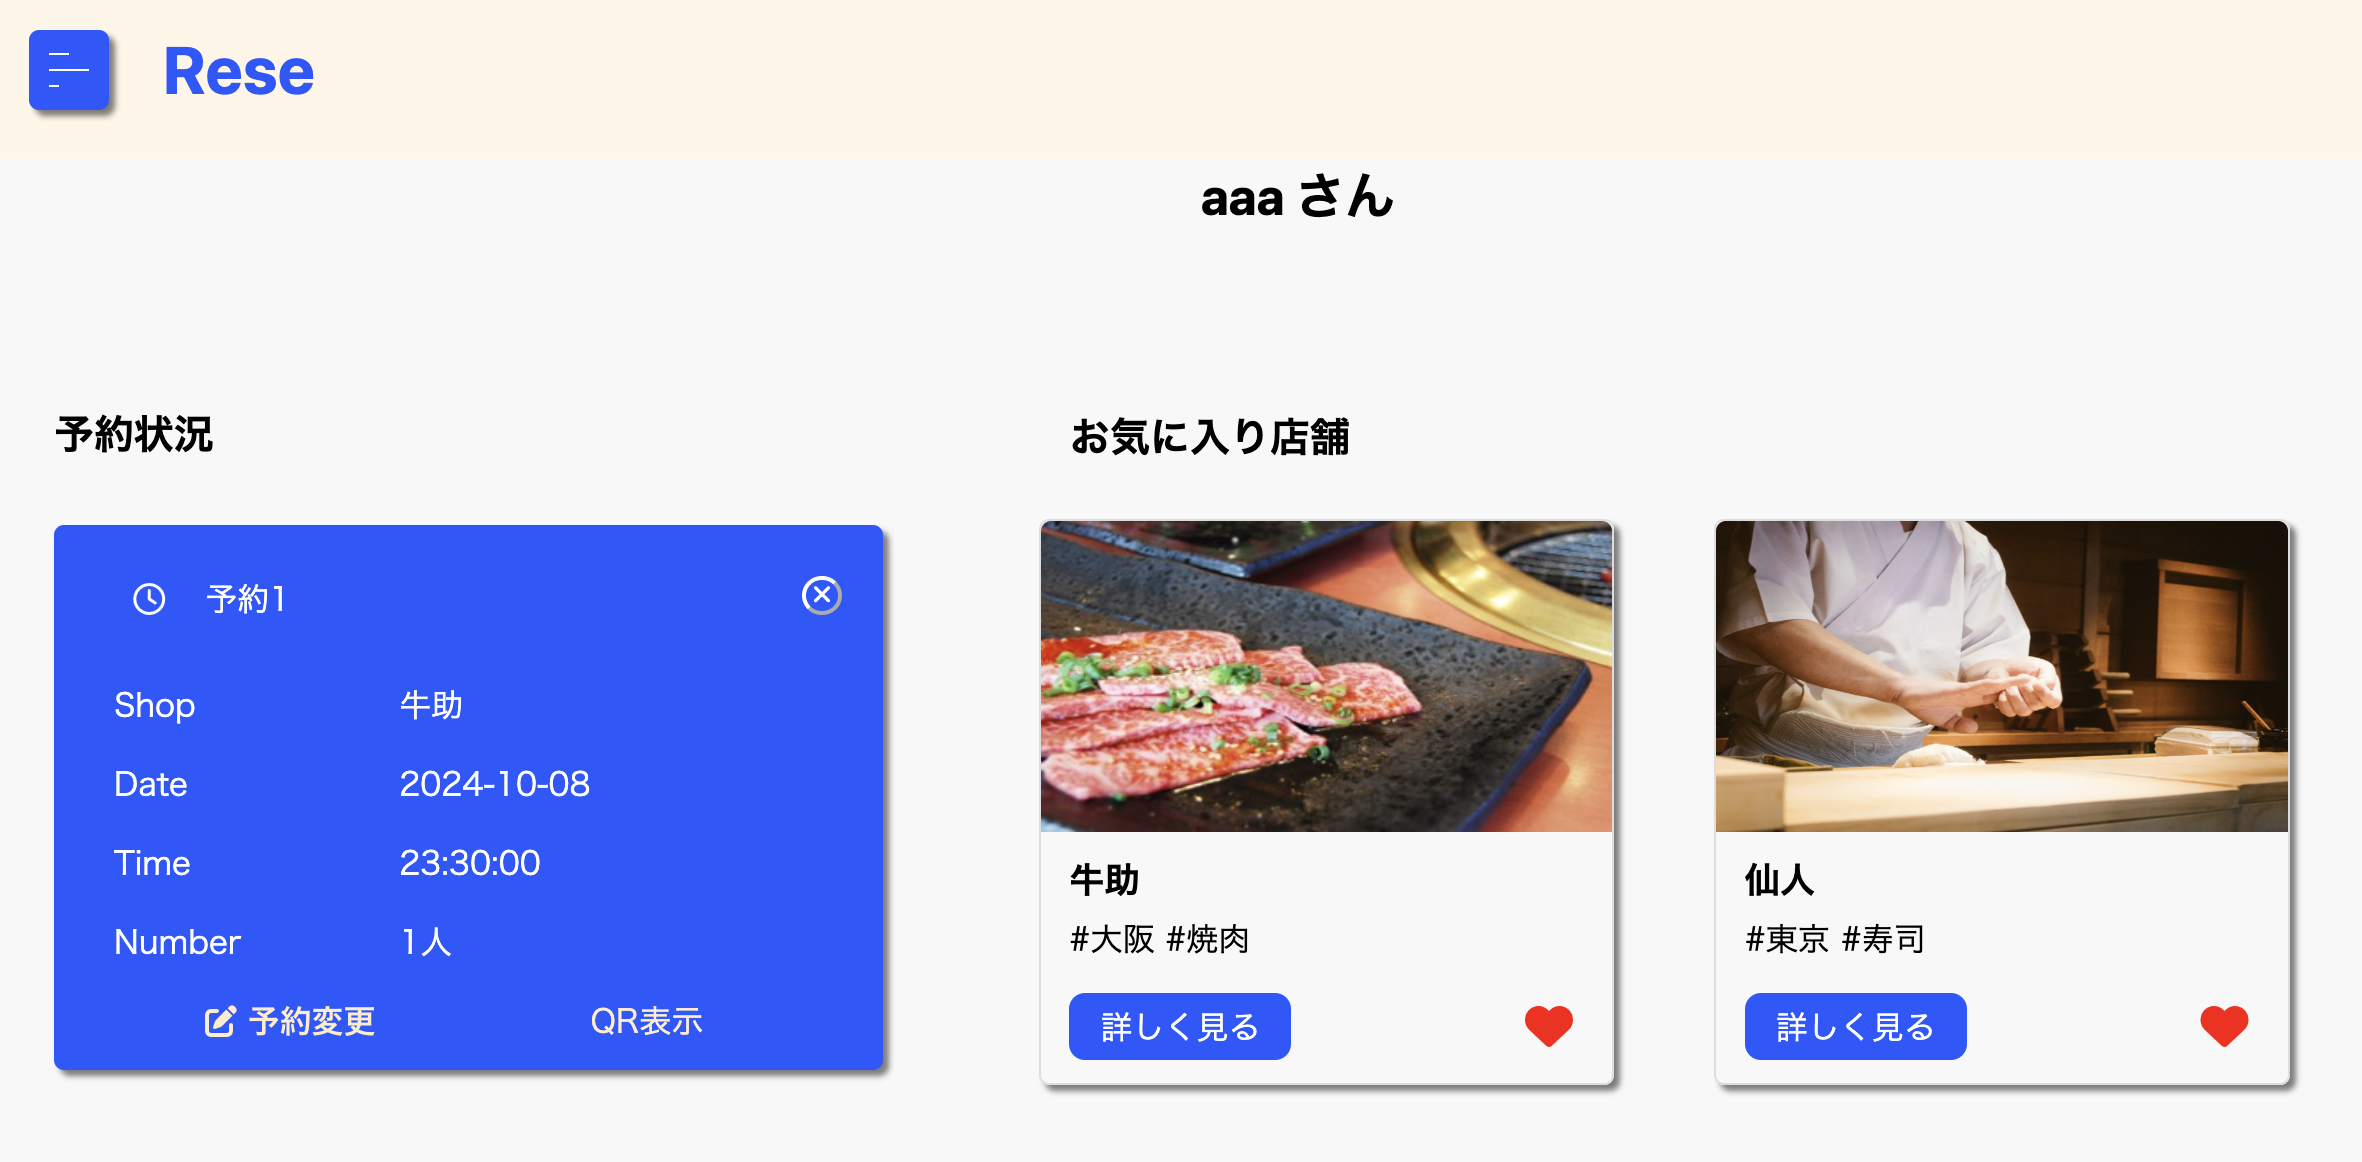 Rese
aaa さん
予約状況
予約1
Shop 牛助
Date 2024-10-08
Time 23:30:00
Number 1人
予約変更 QR表示
お気に入り店舗
牛助
#大阪 #焼肉
詳しく見る
仙人
#東京 #寿司
詳しく見る